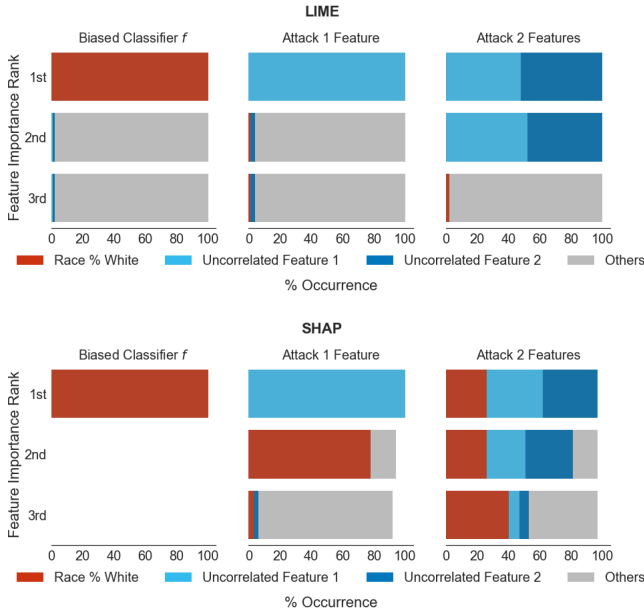 LIME
Biased Classifier f
Attack 1 Feature
Attack 2 Features
Feature Importance Rank
1st
2nd
3rd
0 20 40 60 80 100
0 20 40 60 80 100
0 20 40 60 80 100
Race % White
Uncorrelated Feature 1
Uncorrelated Feature 2
Others
% Occurrence
SHAP
Biased Classifier f
Attack 1 Feature
Attack 2 Features
Feature Importance Rank
1st
2nd
3rd
0 20 40 60 80 100
0 20 40 60 80 100
0 20 40 60 80 100
Race % White
Uncorrelated Feature 1
Uncorrelated Feature 2
Others
% Occurrence